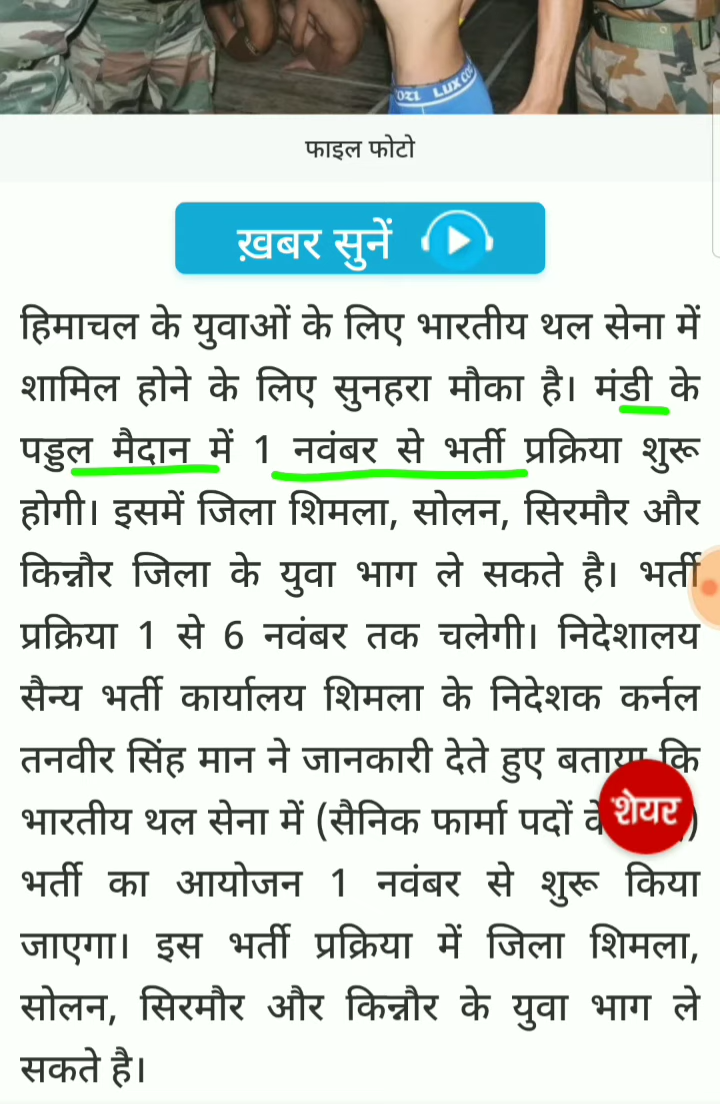 OZI LUX CO
फाइल फोटो
ख़बर सुनें
हिमाचल के युवाओं के लिए भारतीय थल सेना में
शामिल होने के लिए सुनहरा मौका है। मंडी के
पड्डल मैदान में 1 नवंबर से भर्ती प्रक्रिया शुरू
होगी। इसमें जिला शिमला, सोलन, सिरमौर और
किन्नौर जिला के युवा भाग ले सकते है। भर्ती
प्रक्रिया 1 से 6 नवंबर तक चलेगी। निदेशालय
सैन्य भर्ती कार्यालय शिमला के निदेशक कर्नल
तनवीर सिंह मान ने जानकारी देते हुए बताया कि
भारतीय थल सेना में (सैनिक फार्मा पदों )
शेयर
भर्ती का आयोजन 1 नवंबर से शुरू किया
जाएगा। इस भर्ती प्रक्रिया में जिला शिमला,
सोलन, सिरमौर और किन्नौर के युवा भाग ले
सकते है।